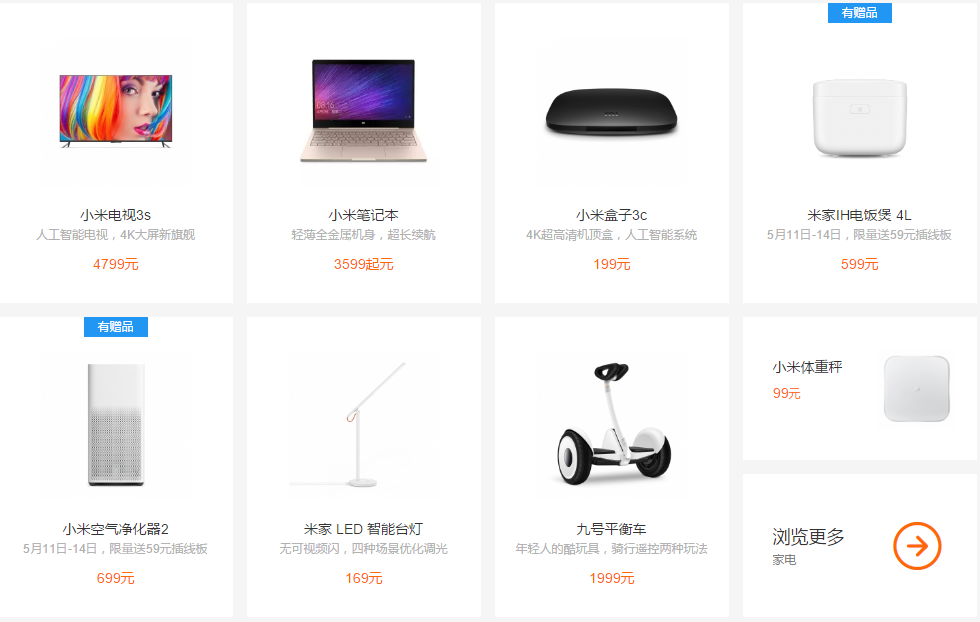 有赠品
小米电视3s
人工智能电视，4K大屏新旗舰
4799元
小米笔记本
轻薄全金属机身，超长续航
3599起元
小米盒子3c
4K超高清机顶盒，人工智能系统
199元
米家IH电饭煲 4L
5月11日-14日，限量送59元插线板
599元
有赠品
小米空气净化器2
5月11日-14日，限量送59元插线板
699元
米家 LED 智能台灯
无可视频闪，四种场景优化调光
169元
九号平衡车
年轻人的酷玩具，骑行遥控两种玩法
1999元
小米体重秤
99元
浏览更多
家电